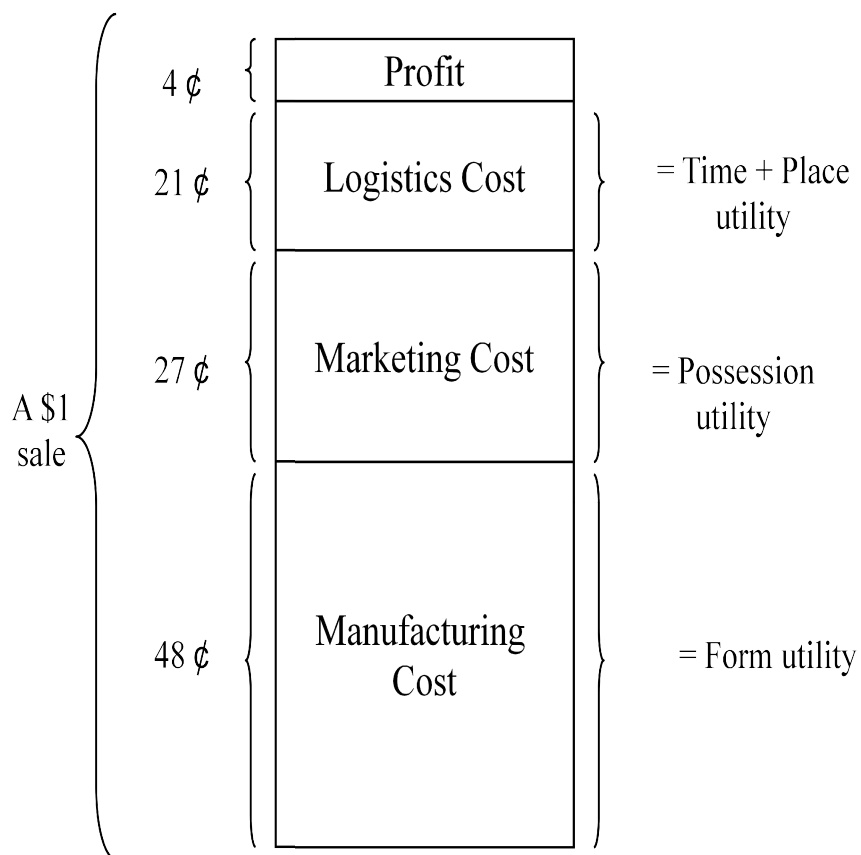 4 ¢
Profit
21 ¢
Logistics Cost
= Time + Place
utility
27 ¢
Marketing Cost
= Possession
utility
A $1
sale
48 ¢
Manufacturing
Cost
= Form utility